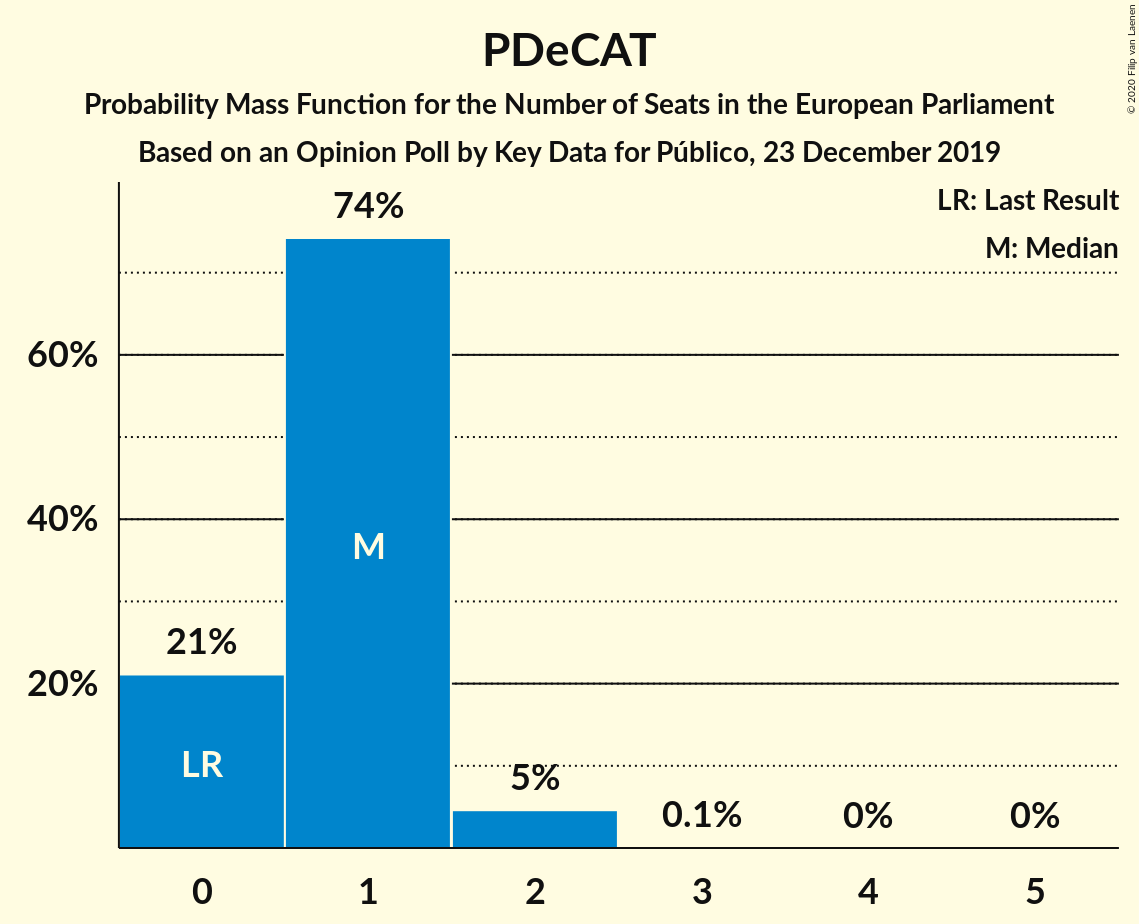 PDeCAT
Probability Mass Function for the Number of Seats in the European Parliament
Based on an Opinion Poll by Key Data for Público, 23 December 2019
© 2020 Filip van Laenen
LR: Last Result
M: Median
74%
60%
40%
M
21%
20%
LR
5%
0.1%
0%
0%
0 1 2 3 4 5